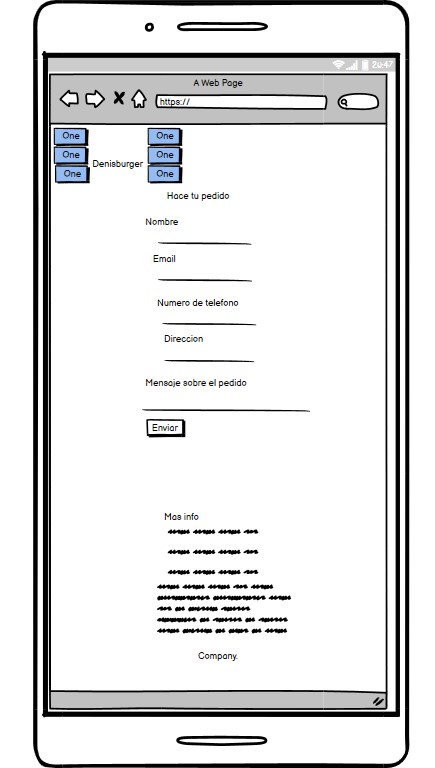 20:47
A Web Page
https://
One One
One One
Denisburger
One One
Hace tu pedido
Nombre
Email
Numero de telefono
Direccion
Mensaje sobre el pedido
Enviar
Mas info
Company.